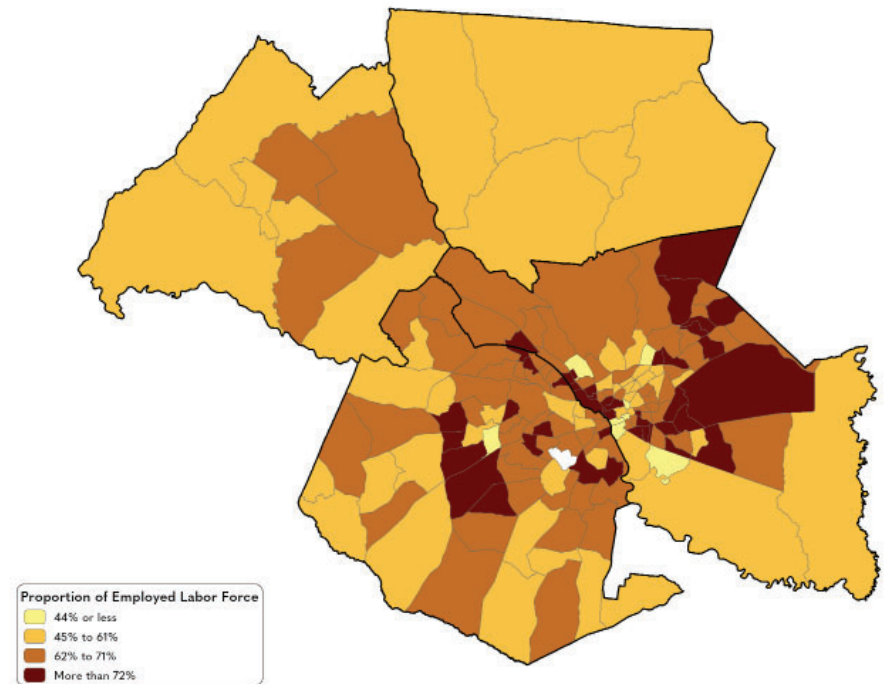 Proportion of Employed Labor Force
44% or less
45% to 61%
62% to 71%
More than 72%